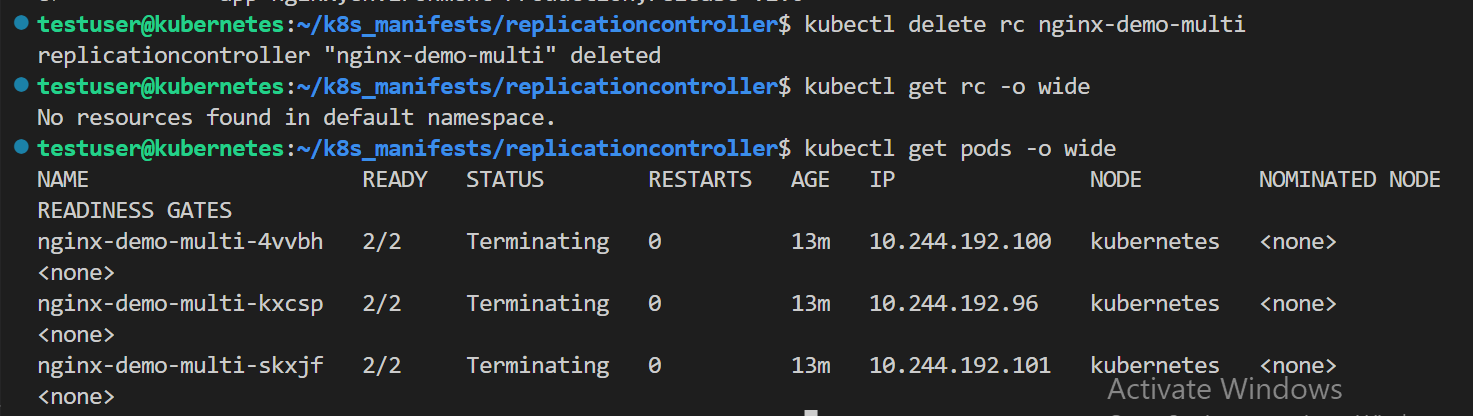 testuser@kubernetes:~/k8s_manifests/replicationcontroller$ kubectl delete rc nginx-demo-multi
replicationcontroller "nginx-demo-multi" deleted
testuser@kubernetes:~/k8s_manifests/replicationcontroller$ kubectl get rc -o wide
No resources found in default namespace.
testuser@kubernetes:~/k8s_manifests/replicationcontroller$ kubectl get pods -o wide
NAME                     READY   STATUS        RESTARTS   AGE   IP               NODE         NOMINATED NODE
READINESS GATES
nginx-demo-multi-4vvbh   2/2     Terminating   0          13m   10.244.192.100   kubernetes   <none>
<none>
nginx-demo-multi-kxcsp   2/2     Terminating   0          13m   10.244.192.96    kubernetes   <none>
<none>
nginx-demo-multi-skxjf   2/2     Terminating   0          13m   10.244.192.101   kubernetes   <none>
<none>
Activate Windows